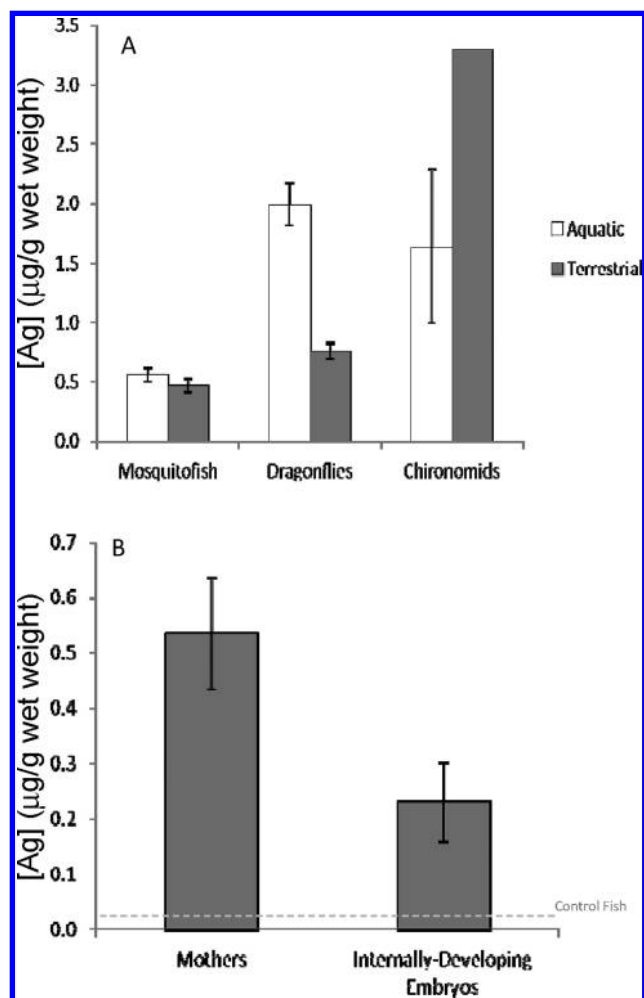 A
[Ag] (µg/g wet weight)
3.5
3.0
2.5
2.0
1.5
1.0
0.5
0.0
Aquatic
Terrestrial
Mosquitofish Dragonflies Chironomids
B
[Ag] (µg/g wet weight)
0.7
0.6
0.5
0.4
0.3
0.2
0.1
0.0
Control Fish
Mothers Internally-Developing
Embryos